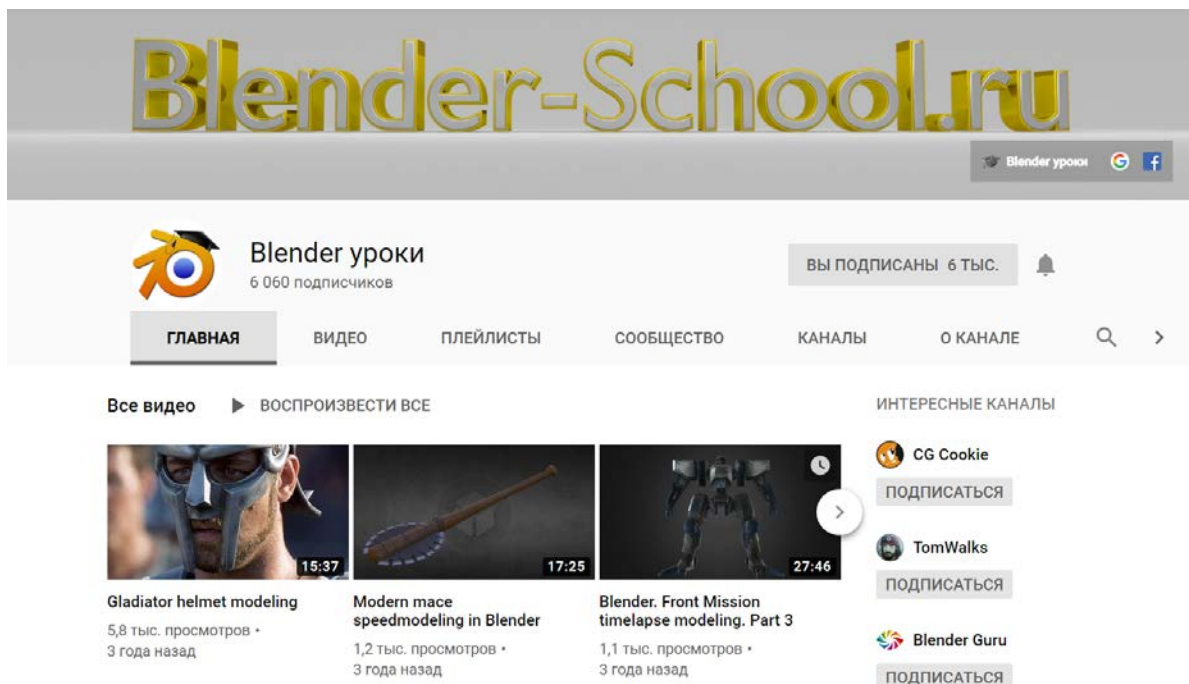 Blender-School.ru
Blender уроки
Blender уроки
6 060 подписчиков
ВЫ ПОДПИСАНЫ 6 ТЫС.
ГЛАВНАЯ ВИДЕО ПЛЕЙЛИСТЫ СООБЩЕСТВО КАНАЛЫ О КАНАЛЕ
Все видео ВОСПРОИЗВЕСТИ ВСЕ
15:37
Gladiator helmet modeling
5,8 тыс. просмотров •
3 года назад
17:25
Modern mace
speedmodeling in Blender
1,2 тыс. просмотров •
3 года назад
27:46
Blender. Front Mission
timelapse modeling. Part 3
1,1 тыс. просмотров •
3 года назад
ИНТЕРЕСНЫЕ КАНАЛЫ
CG Cookie
ПОДПИСАТЬСЯ
TomWalks
ПОДПИСАТЬСЯ
Blender Guru
ПОДПИСАТЬСЯ